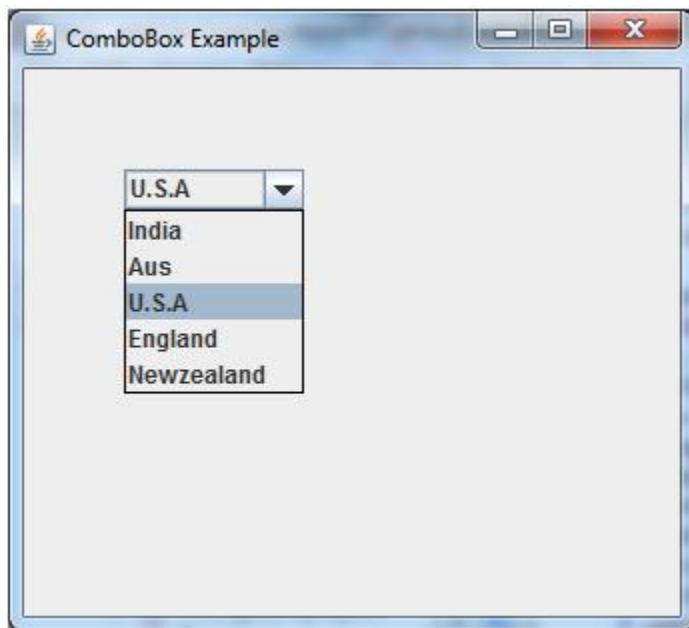 ComboBox Example
U.S.A
India
Aus
U.S.A
England
Newzealand